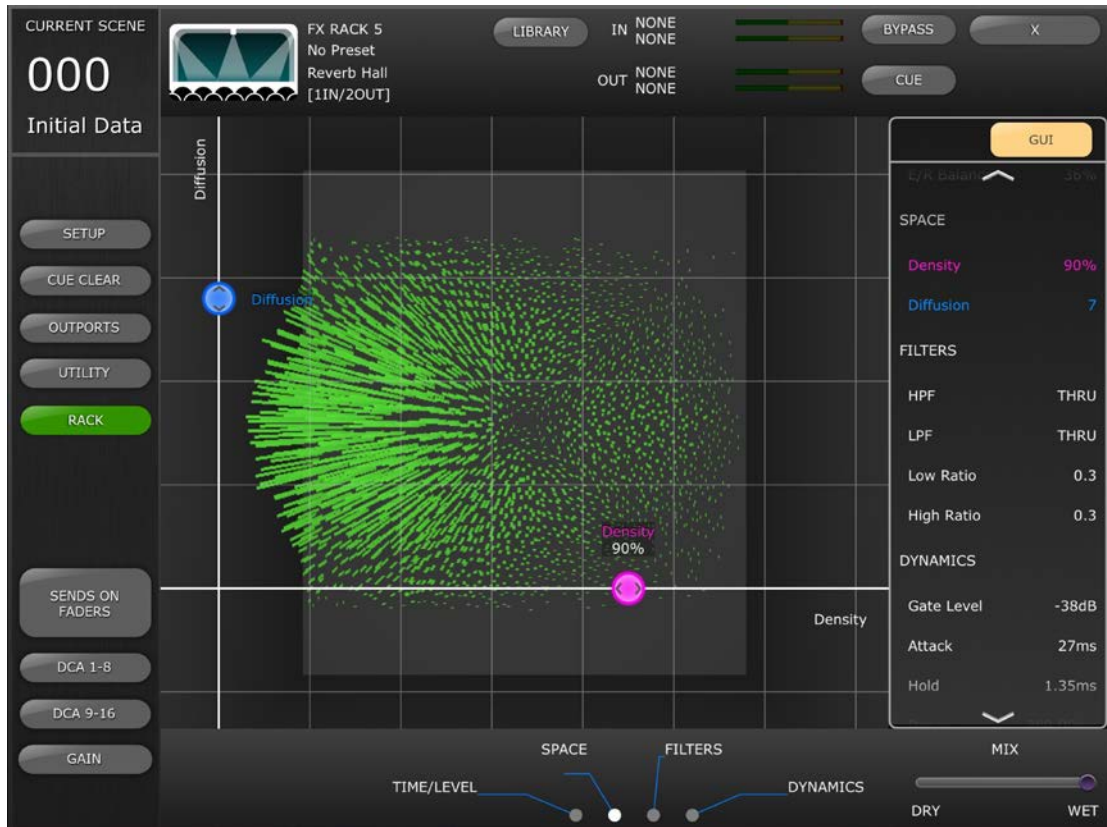 CURRENT SCENE
000
Initial Data
FX RACK 5
No Preset
Reverb Hall
[1IN/2OUT]
LIBRARY
IN NONE
NONE
OUT NONE
NONE
BYPASS
X
CUE
SETUP
CUE CLEAR
OUTPORTS
UTILITY
RACK
SENDS ON
FADERS
DCA 1-8
DCA 9-16
GAIN
Diffusion
Diffusion
Density
90%
Density
GUI
E/R Balanc 36%
SPACE
Density 90%
Diffusion 7
FILTERS
HPF THRU
LPF THRU
Low Ratio 0.3
High Ratio 0.3
DYNAMICS
Gate Level -38dB
Attack 27ms
Hold 1.35ms
TIME/LEVEL
SPACE
FILTERS
DYNAMICS
MIX
DRY WET